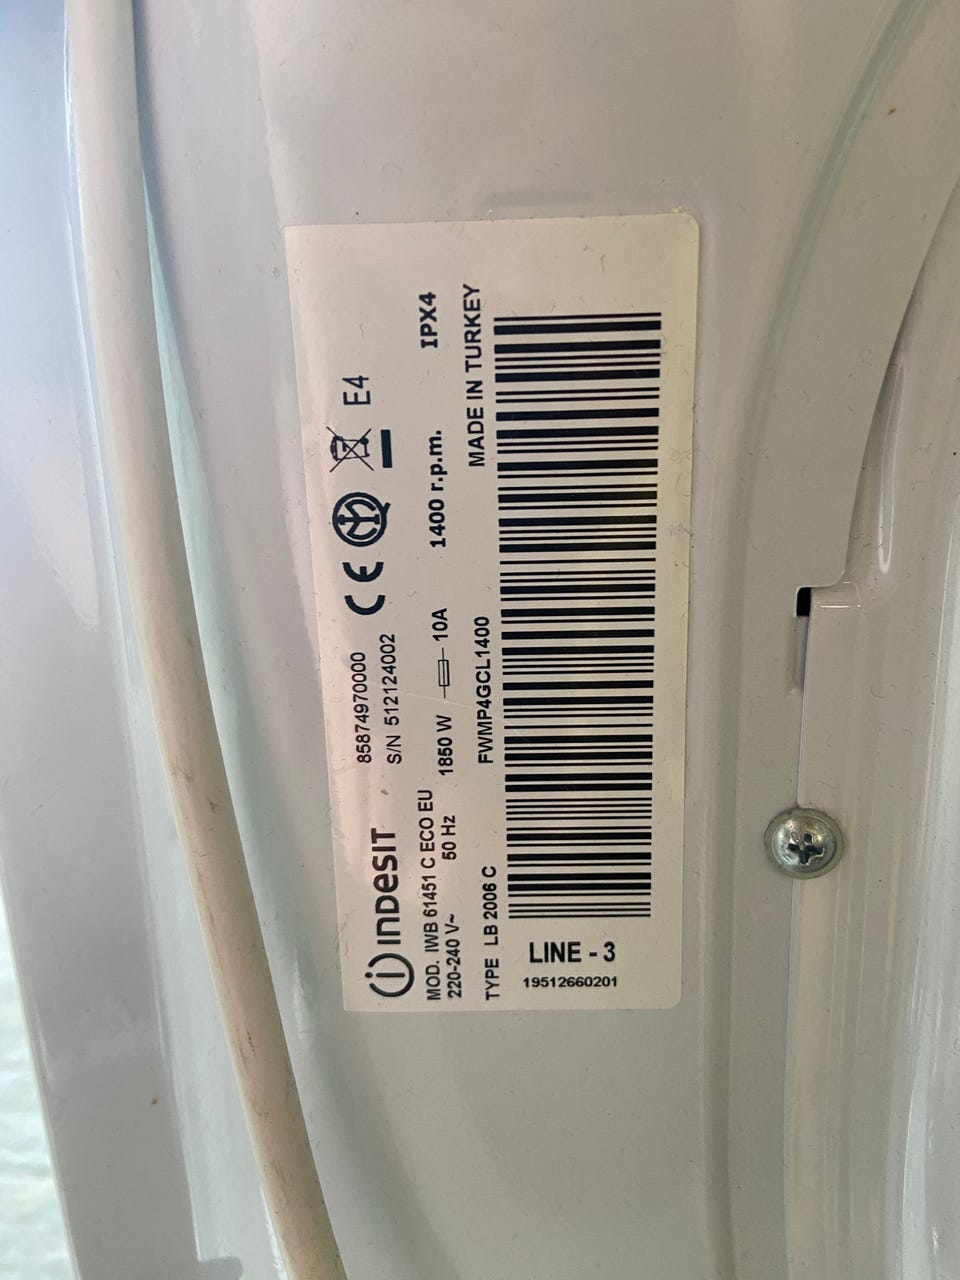 INDESIT
85874970000
S/N 512124002
CE
E4
MOD. IWB 61451 C ECO EU
220-240 V~ 50 Hz 1850 W 10A 1400 r.p.m. IPX4
TYPE LB 2006 C FWMP4GCL1400 MADE IN TURKEY
LINE - 3
19512660201